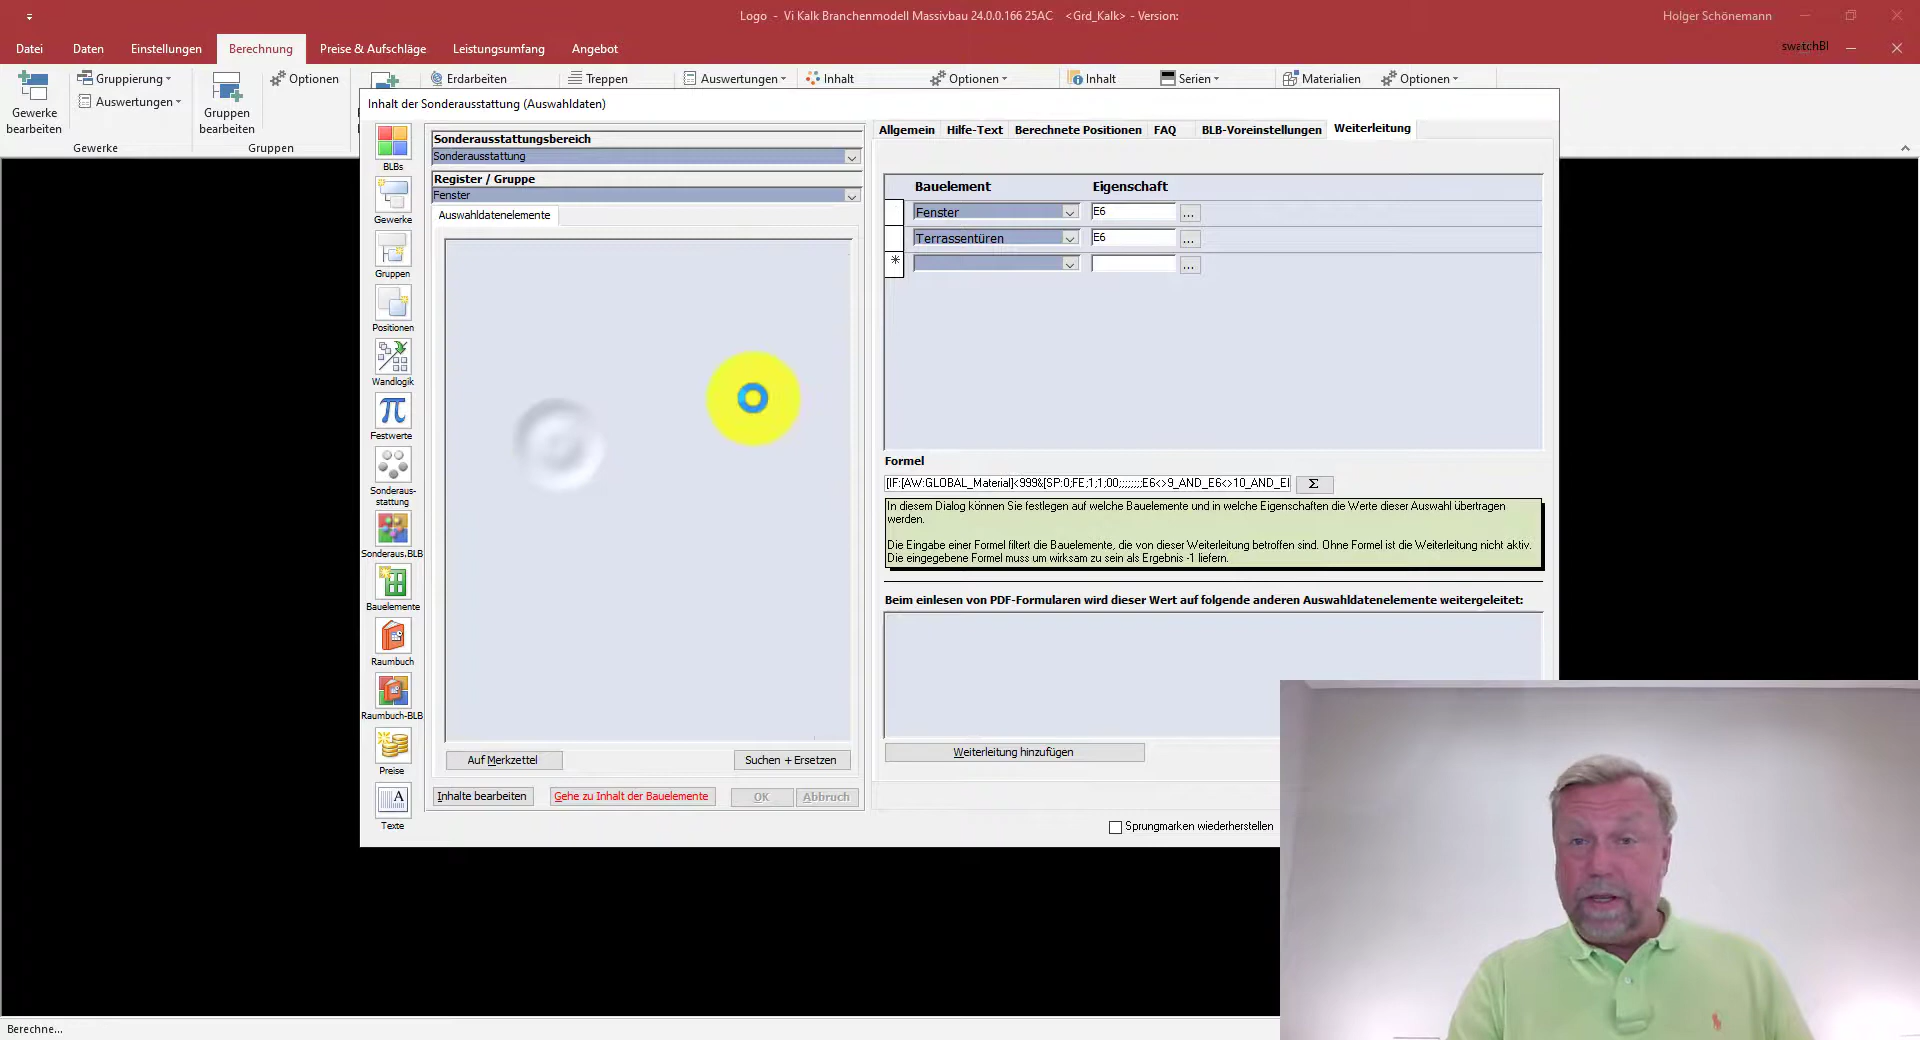 Logo - Vi Kalk Branchenmodell Massivbau 24.0.0.166 25AC <Grd_Kalk> - Version:
Holger Schönemann
Datei
Daten
Einstellungen
Berechnung
Preise & Aufschläge
Leistungsumfang
Angebot
swatchBI
Gewerke bearbeiten
Gruppierung
Auswertungen
Gewerke
Gruppen bearbeiten
Optionen
Gruppen
Erdarbeiten
Treppen
Auswertungen
Inhalt
Optionen
Inhalt
Serien
Materialien
Optionen
Inhalt der Sonderausstattung (Auswahldaten)
BLBs
Gewerke
Gruppen
Positionen
Wandlogik
Festwerte
Sonderaus-
stattung
Sonderaus.BLB
Bauelemente
Raumbuch
Raumbuch-BLB
Preise
Texte
Sonderausstattungsbereich
Sonderausstattung
Register / Gruppe
Fenster
Auswahldatenelemente
Auf Merkzettel
Suchen + Ersetzen
Inhalte bearbeiten
Gehe zu Inhalt der Bauelemente
OK
Abbruch
Allgemein
Hilfe-Text
Berechnete Positionen
FAQ
BLB-Voreinstellungen
Weiterleitung
Bauelement Eigenschaft
Fenster E6 ...
Terrassentüren E6 ...
* ...
Formel
[IF:[AW:GLOBAL_Material]<999&[SP:0;FE;1;1;00;;;;;;;;E6<>9_AND_E6<>10_AND_E( Σ
In diesem Dialog können Sie festlegen auf welche Bauelemente und in welche Eigenschaften die Werte dieser Auswahl übertragen
werden.
Die Eingabe einer Formel filtert die Bauelemente, die von dieser Weiterleitung betroffen sind. Ohne Formel ist die Weiterleitung nicht aktiv.
Die eingegebene Formel muss um wirksam zu sein als Ergebnis -1 liefern.
Beim einlesen von PDF-Formularen wird dieser Wert auf folgende anderen Auswahldatenelemente weitergeleitet:
Weiterleitung hinzufügen
Sprungmarken wiederherstellen
Berechne...